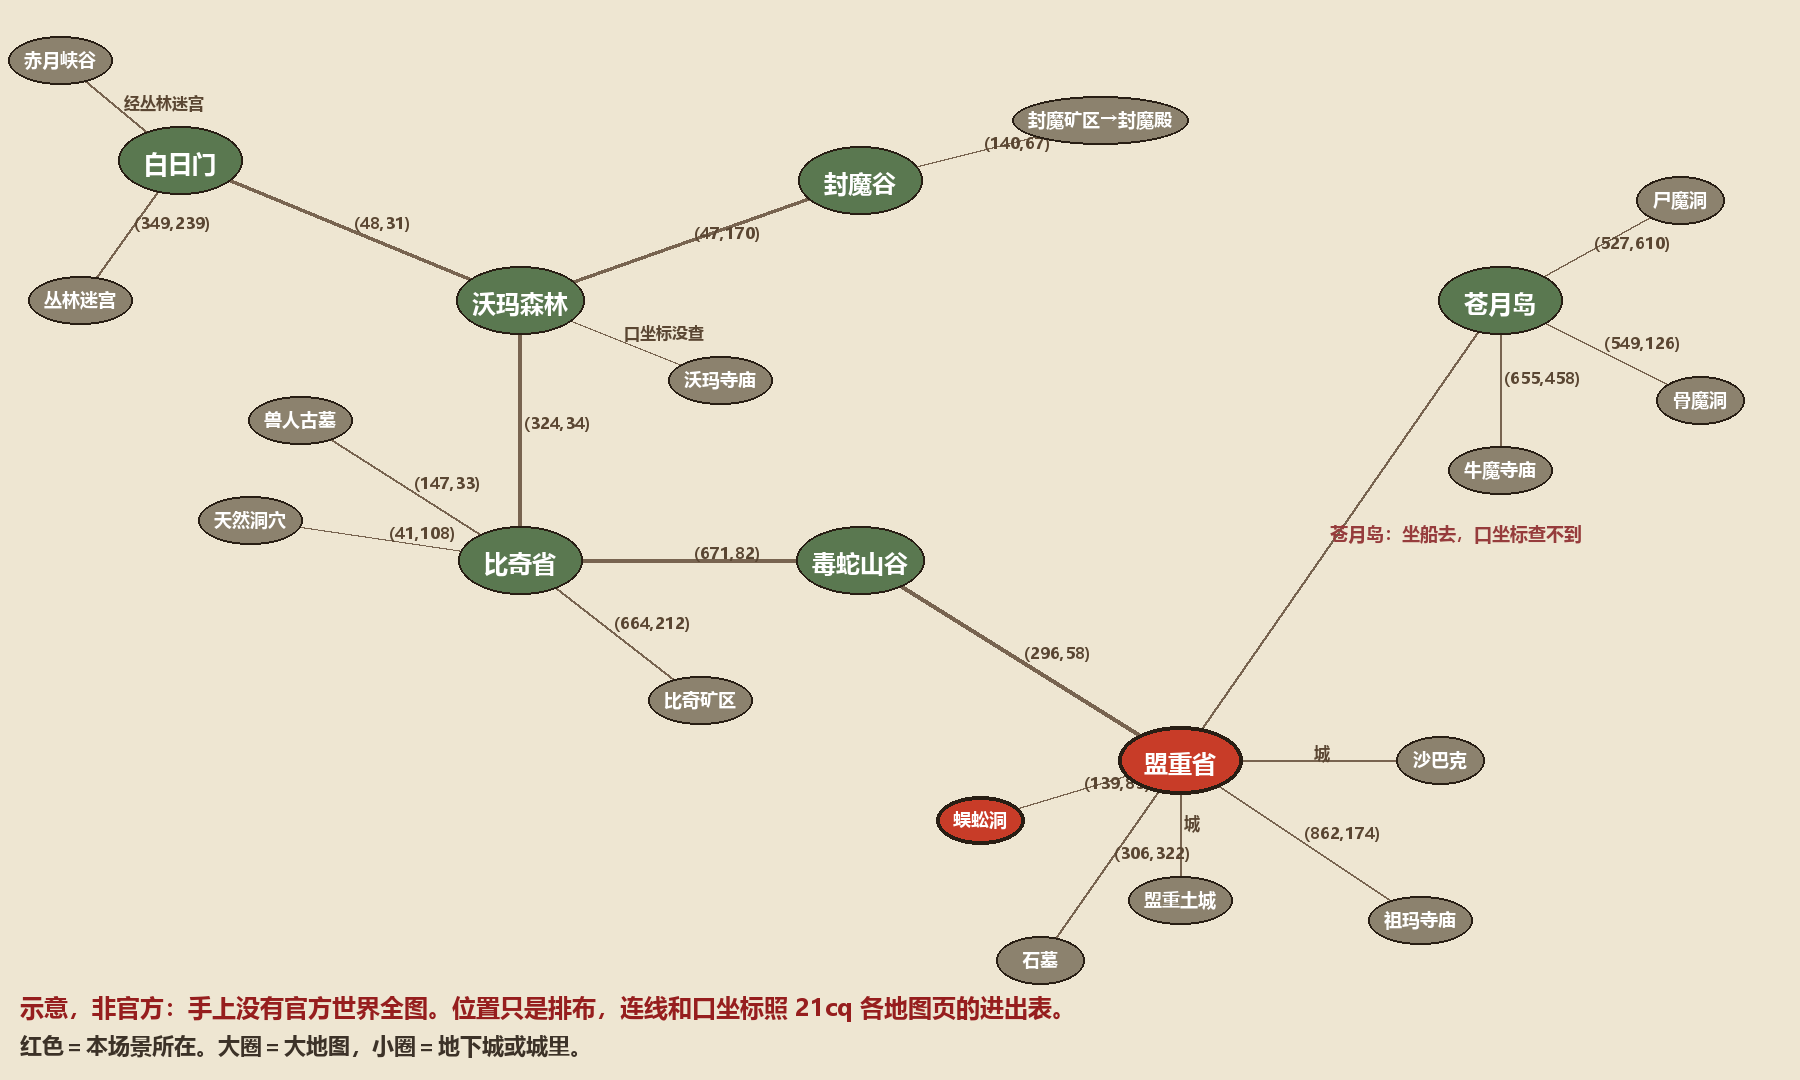 赤月峡谷
经丛林迷宫
白日门
(349,239)
丛林迷宫
(48,31)
封魔矿区→封魔殿
(140,67)
封魔谷
(47,170)
沃玛森林
口坐标没查
沃玛寺庙
尸魔洞
(527,610)
苍月岛
(549,126)
(655,458)
骨魔洞
牛魔寺庙
苍月岛：坐船去，口坐标查不到
(324,34)
兽人古墓
(147,33)
天然洞穴
(41,108)
比奇省
(671,82)
毒蛇山谷
(664,212)
比奇矿区
(296,58)
盟重省
城
沙巴克
(139,8
蜈蚣洞
城
(306,322)
(862,174)
盟重土城
祖玛寺庙
石墓
示意，非官方：手上没有官方世界全图。位置只是排布，连线和口坐标照 21cq 各地图页的进出表。
红色＝本场景所在。大圈＝大地图，小圈＝地下城或城里。